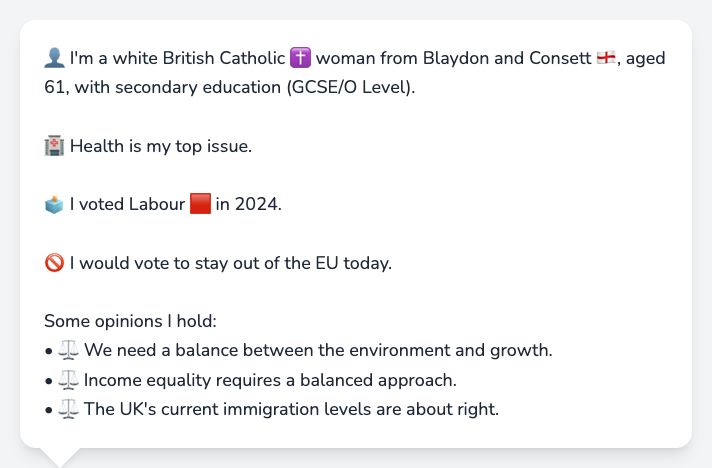 👤 I'm a white British Catholic ✝️ woman from Blaydon and Consett 🏴󠁧󠁢󠁥󠁮󠁧󠁿, aged
61, with secondary education (GCSE/O Level).
🏥 Health is my top issue.
🗳️ I voted Labour 🟥 in 2024.
🚫 I would vote to stay out of the EU today.
Some opinions I hold:
• ⚖️ We need a balance between the environment and growth.
• ⚖️ Income equality requires a balanced approach.
• ⚖️ The UK's current immigration levels are about right.